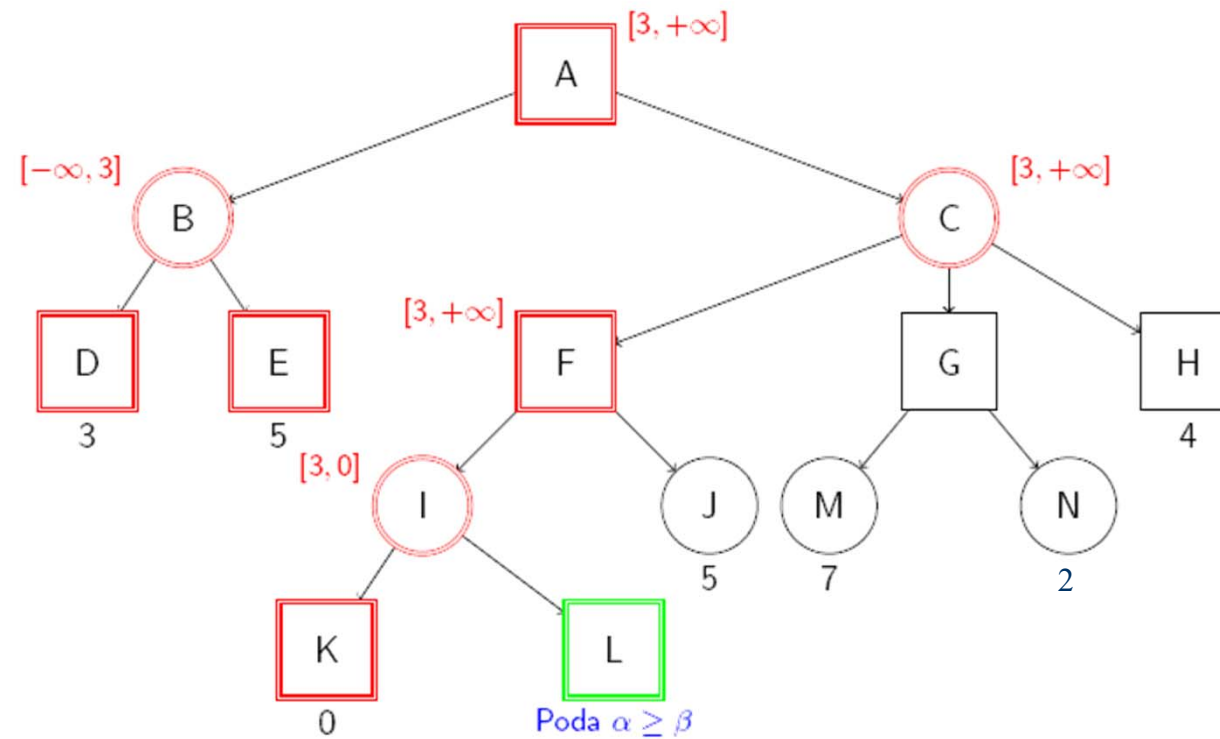 [3, +∞]
A
[−∞, 3]
[3, +∞]
B
C
[3, +∞]
D
E
F
G
H
3
5
4
[3, 0]
I
J
M
N
5
7
2
K
L
0
Poda α ≥ β